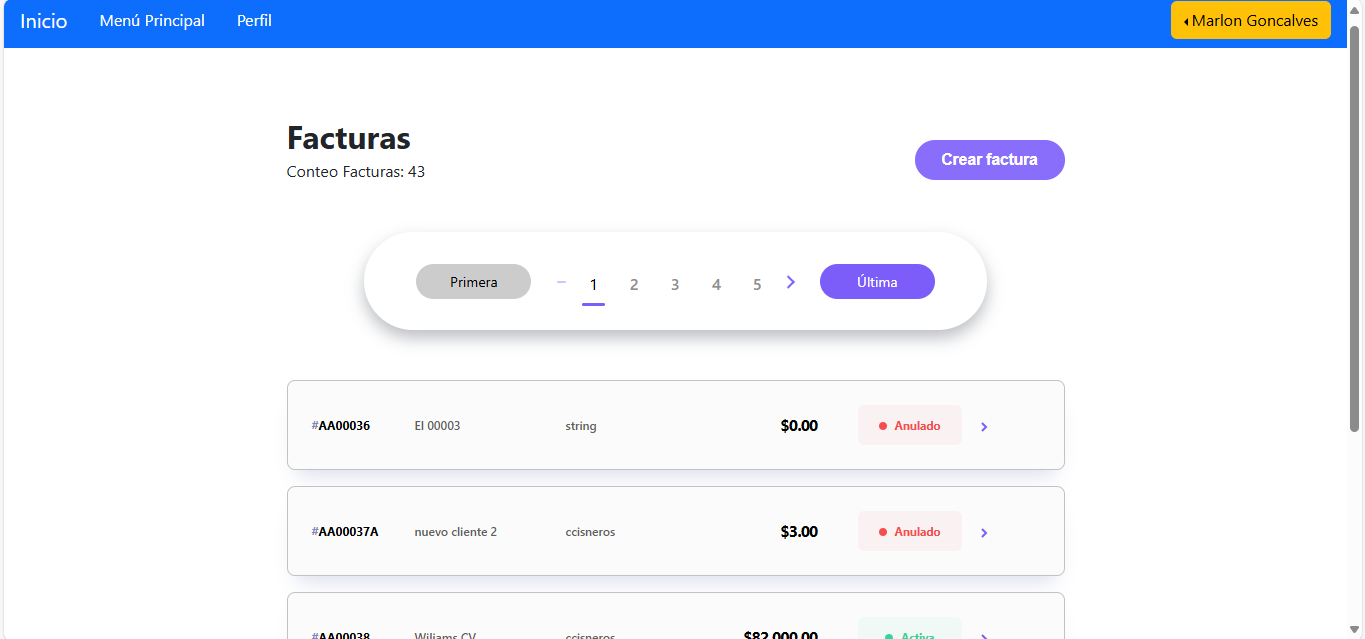 Inicio Menú Principal Perfil Marlon Goncalves
Facturas
Conteo Facturas: 43
Crear factura
Primera 1 2 3 4 5 Última
#AA00036 El 00003 string $0.00 Anulado
#AA00037A nuevo cliente 2 ccisneros $3.00 Anulado
#AA00038 Wiliams CV ccisneros $82,000.00 Activa